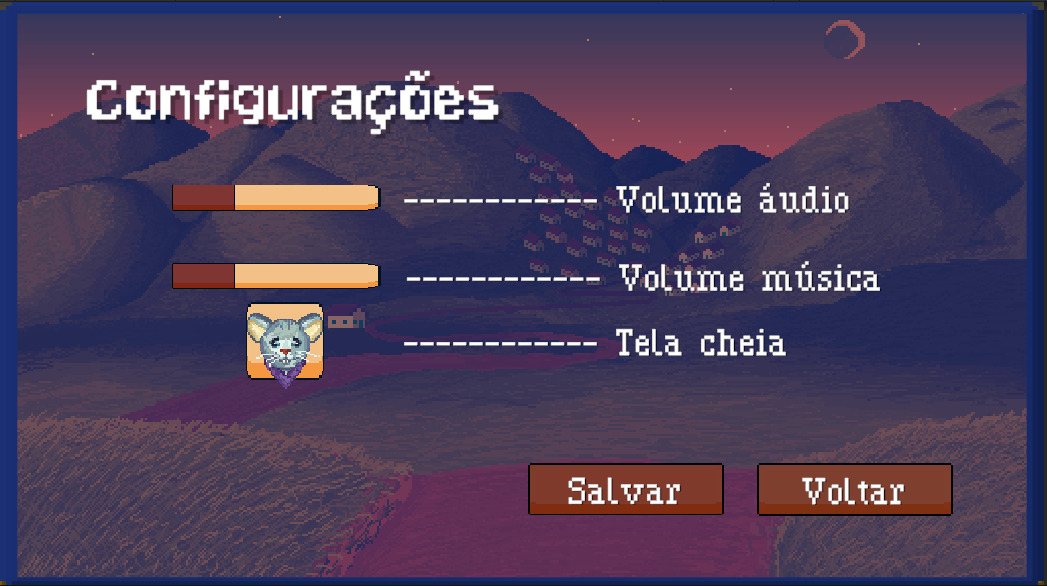 Configurações
------------ Volume áudio
------------ Volume música
------------ Tela cheia
Salvar Voltar